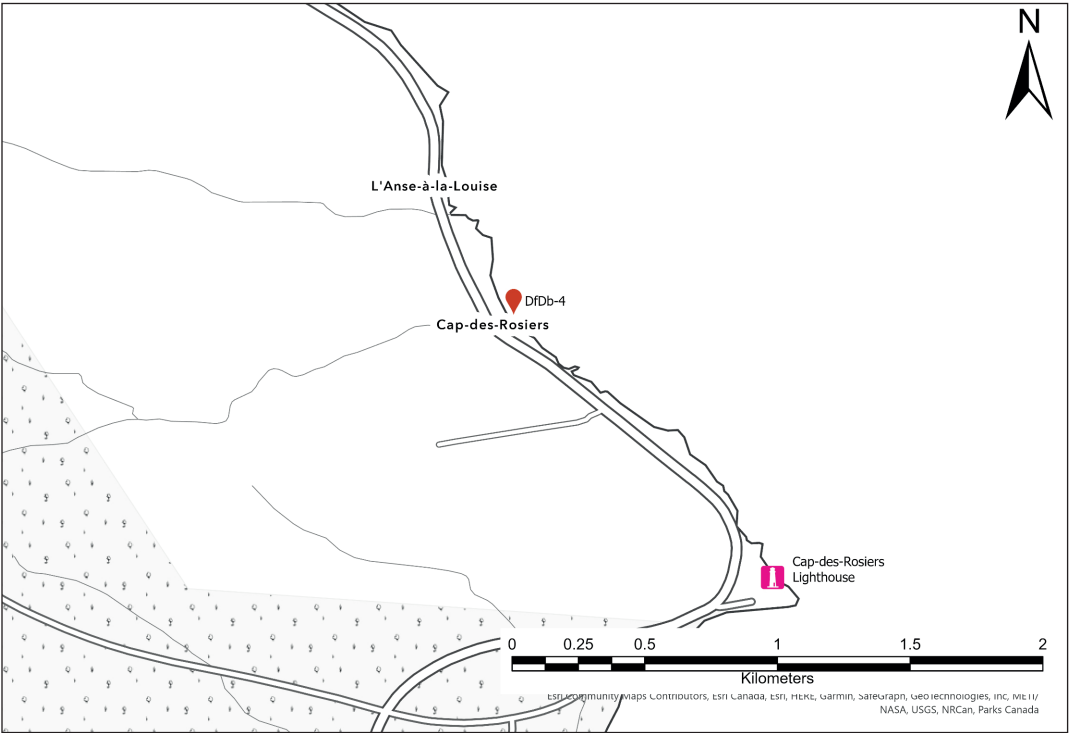 N
L'Anse-à-la-Louise
DfDb-4
Cap-des-Rosiers
Cap-des-Rosiers
Lighthouse
0 0.25 0.5 1 1.5 2
Kilometers
Esri Community Maps Contributors, Esri Canada, Esri, HERE, Garmin, SafeGraph, GeoTechnologies, Inc, METI/
NASA, USGS, NRCan, Parks Canada